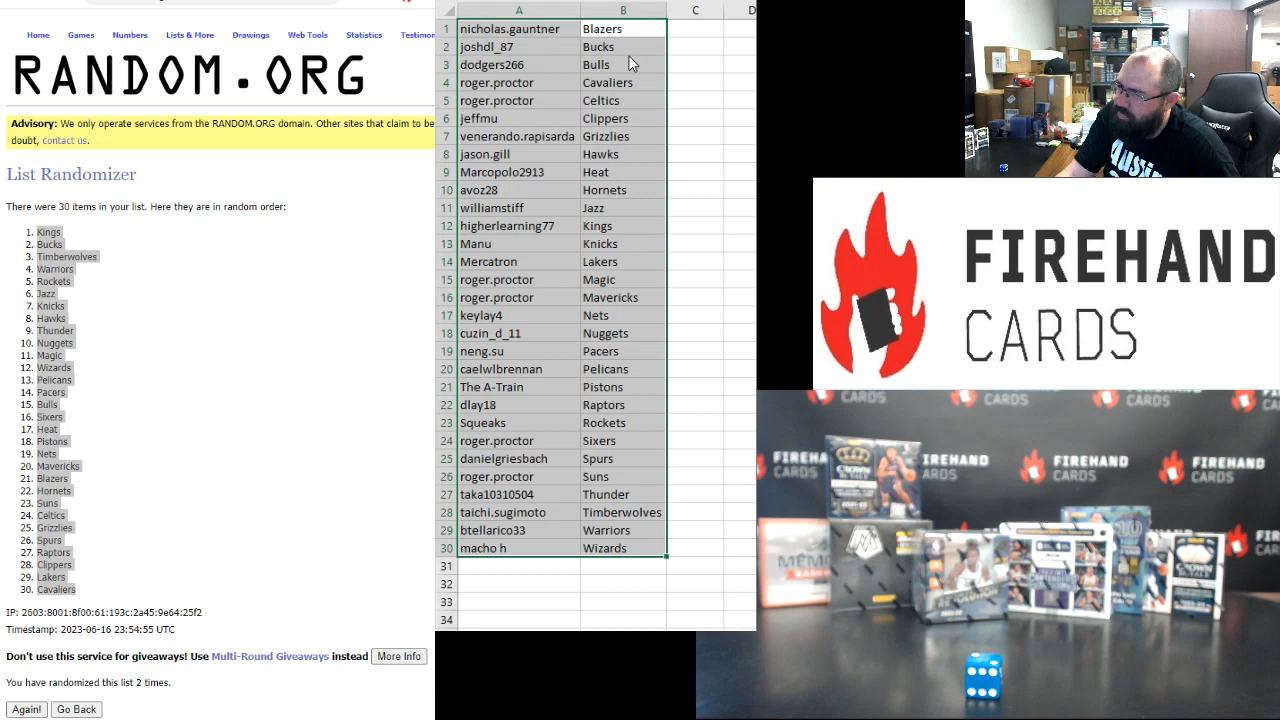 Home Games Numbers Lists & More Drawings Web Tools Statistics Testimor
RANDOM.ORG
Advisory: We only operate services from the RANDOM.ORG domain. Other sites that claim to be
doubt, contact us.
List Randomizer
There were 30 items in your list. Here they are in random order:
1. Kings
2. Bucks
3. Timberwolves
4. Warriors
5. Rockets
6. Jazz
7. Knicks
8. Hawks
9. Thunder
10. Nuggets
11. Magic
12. Wizards
13. Pelicans
14. Pacers
15. Bulls
16. Sixers
17. Heat
18. Pistons
19. Nets
20. Mavericks
21. Blazers
22. Hornets
23. Suns
24. Celtics
25. Grizzlies
26. Spurs
27. Raptors
28. Clippers
29. Lakers
30. Cavaliers
IP: 2603:8001:8f00:61:193c:2a45:9e64:25f2
Timestamp: 2023-06-16 23:54:55 UTC
Don't use this service for giveaways! Use Multi-Round Giveaways instead More Info
You have randomized this list 2 times.
Again! Go Back
A B C D
1 nicholas.gauntner Blazers
2 joshdl_87 Bucks
3 dodgers266 Bulls
4 roger.proctor Cavaliers
5 roger.proctor Celtics
6 jeffmu Clippers
7 venerando.rapisarda Grizzlies
8 jason.gill Hawks
9 Marcopolo2913 Heat
10 avoz28 Hornets
11 williamstiff Jazz
12 higherlearning77 Kings
13 Manu Knicks
14 Mercatron Lakers
15 roger.proctor Magic
16 roger.proctor Mavericks
17 keylay4 Nets
18 cuzin_d_11 Nuggets
19 neng.su Pacers
20 caelwlbrennan Pelicans
21 The A-Train Pistons
22 dlay18 Raptors
23 Squeaks Rockets
24 roger.proctor Sixers
25 danielgriesbach Spurs
26 roger.proctor Suns
27 taka10310504 Thunder
28 taichi.sugimoto Timberwolves
29 btellarico33 Warriors
30 macho h Wizards
31
32
33
34
FIREHAND
CARDS
FIREHAND
CARDS
FIREHAND
CARDS
CROWN